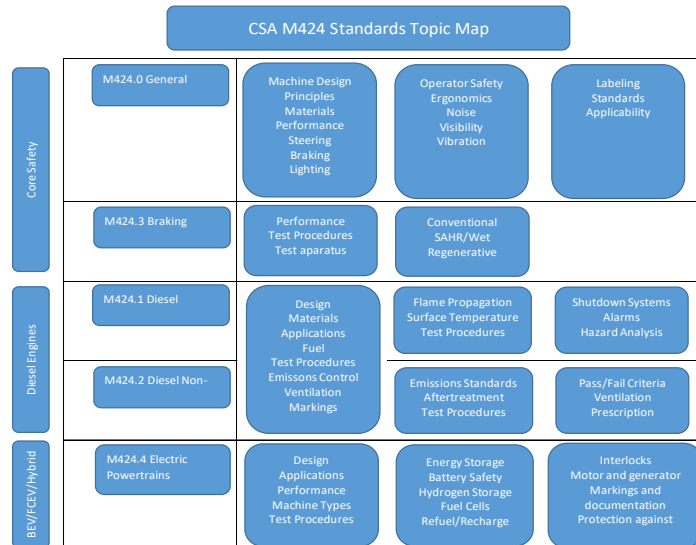 CSA M424 Standards Topic Map
Core Safety
M424.0 General
Machine Design
Principles
Materials
Performance
Steering
Braking
Lighting
Operator Safety
Ergonomics
Noise
Visibility
Vibration
Labeling
Standards
Applicability
M424.3 Braking
Performance
Test Procedures
Test aparatus
Conventional
SAHR/Wet
Regenerative
Diesel Engines
M424.1 Diesel
Design
Materials
Applications
Fuel
Test Procedures
Emissons Control
Ventilation
Markings
Flame Propagation
Surface Temperature
Test Procedures
Shutdown Systems
Alarms
Hazard Analysis
M424.2 Diesel Non-
Emissions Standards
Aftertreatment
Test Procedures
Pass/Fail Criteria
Ventilation
Prescription
BEV/FCEV/Hybrid
M424.4 Electric
Powertrains
Design
Applications
Performance
Machine Types
Test Procedures
Energy Storage
Battery Safety
Hydrogen Storage
Fuel Cells
Refuel/Recharge
Interlocks
Motor and generator
Markings and
documentation
Protection against